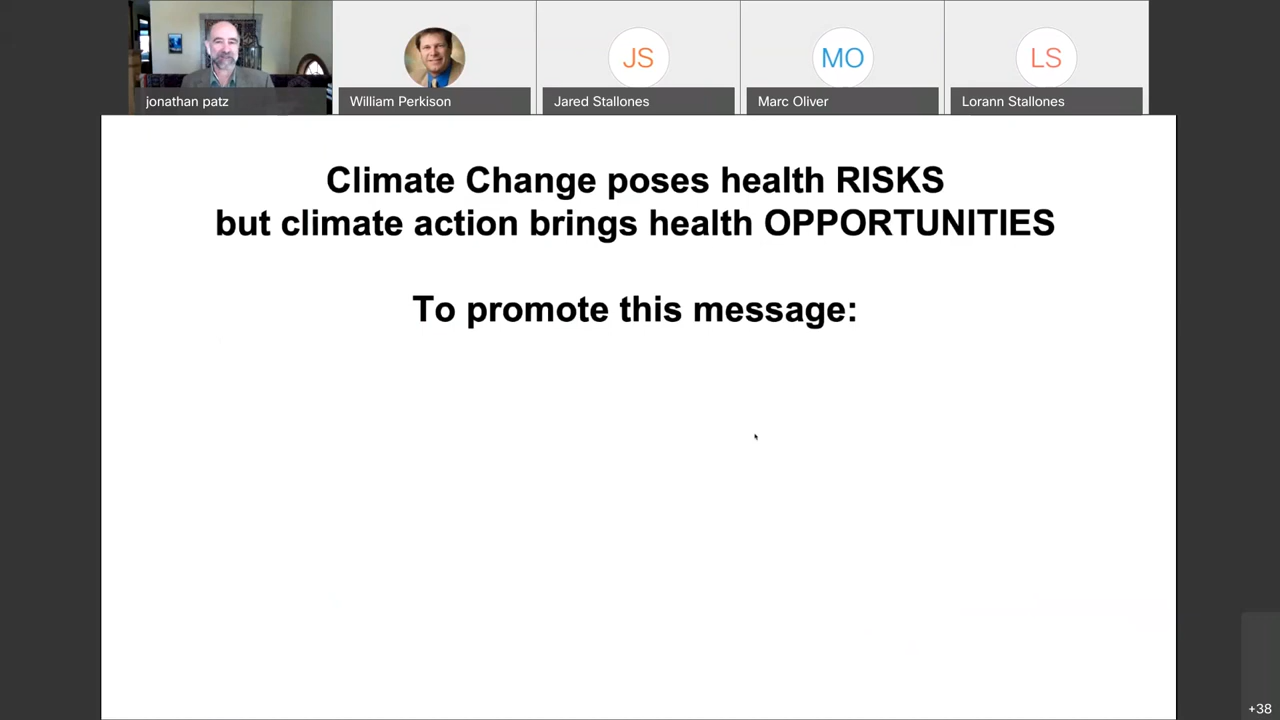 JS
MO
LS
jonathan patz
William Perkison
Jared Stallones
Marc Oliver
Lorann Stallones
Climate Change poses health RISKS
but climate action brings health OPPORTUNITIES
To promote this message:
+38